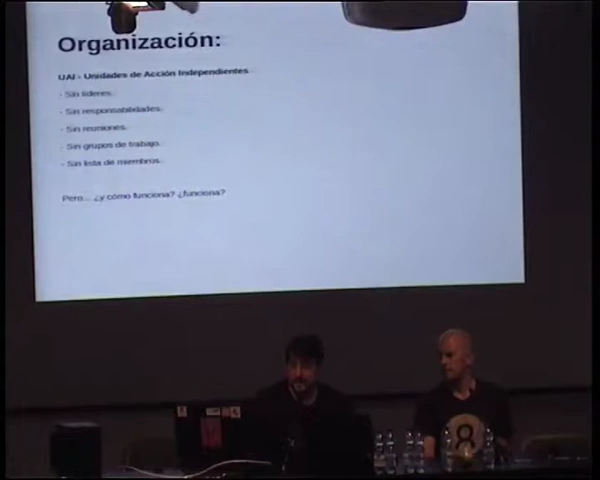 Organización:
UAI - Unidades de Acción Independientes
- Sin líderes.
- Sin responsabilidades.
- Sin reuniones.
- Sin grupos de trabajo.
- Sin lista de miembros.
Pero... ¿y cómo funciona? ¿funciona?
8